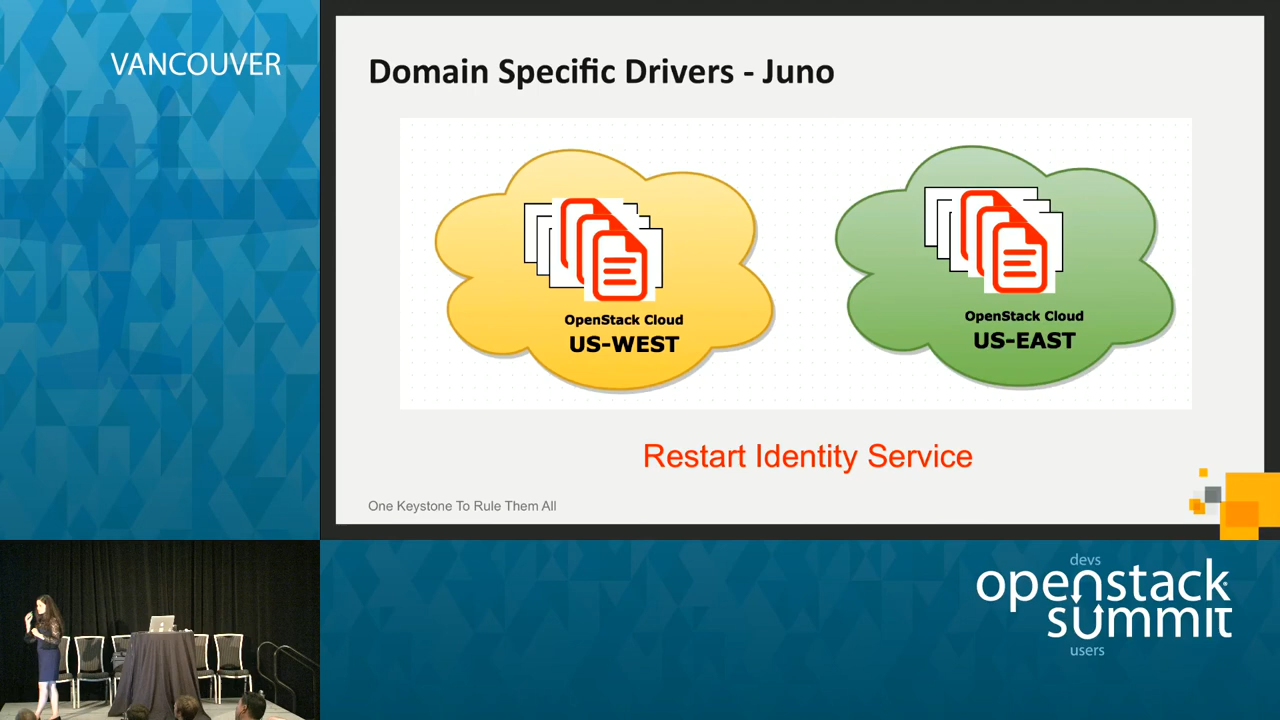 VANCOUVER
Domain Specific Drivers - Juno
OpenStack Cloud
US-WEST
OpenStack Cloud
US-EAST
Restart Identity Service
One Keystone To Rule Them All
devs
openstack
summit
users